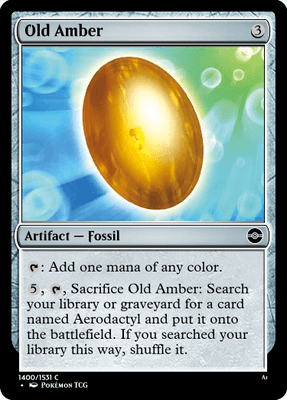 Old Amber 3
Artifact — Fossil
: Add one mana of any color.
5, , Sacrifice Old Amber: Search
your library or graveyard for a card
named Aerodactyl and put it onto
the battlefield. If you searched your
library this way, shuffle it.
1400/1531 C
• Pokémon TCG